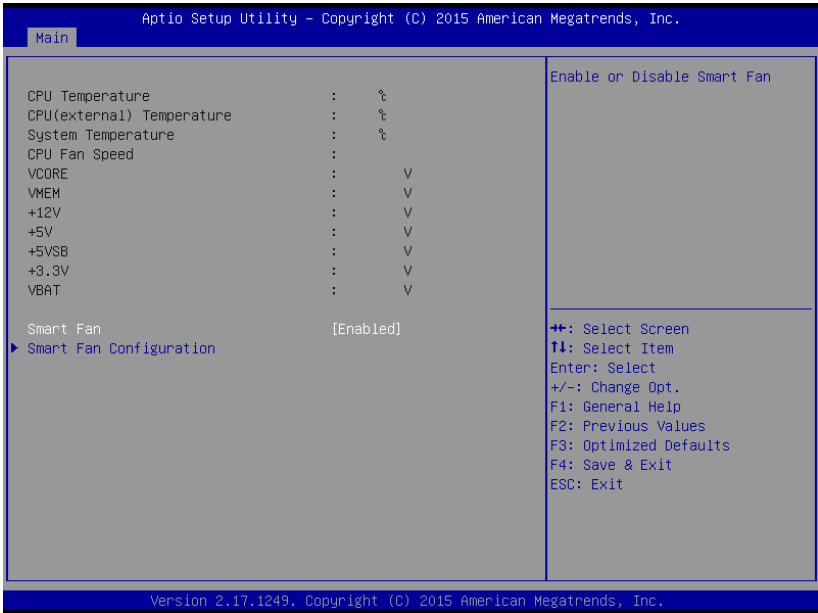 Aptio Setup Utility – Copyright (C) 2015 American Megatrends, Inc.
Main
CPU Temperature : ℃
CPU(external) Temperature : ℃
System Temperature : ℃
CPU Fan Speed :
VCORE : V
VMEM : V
+12V : V
+5V : V
+5VSB : V
+3.3V : V
VBAT : V
Smart Fan [Enabled]
Smart Fan Configuration
Enable or Disable Smart Fan
→←: Select Screen
↑↓: Select Item
Enter: Select
+/-: Change Opt.
F1: General Help
F2: Previous Values
F3: Optimized Defaults
F4: Save & Exit
ESC: Exit
Version 2.17.1249. Copyright (C) 2015 American Megatrends, Inc.